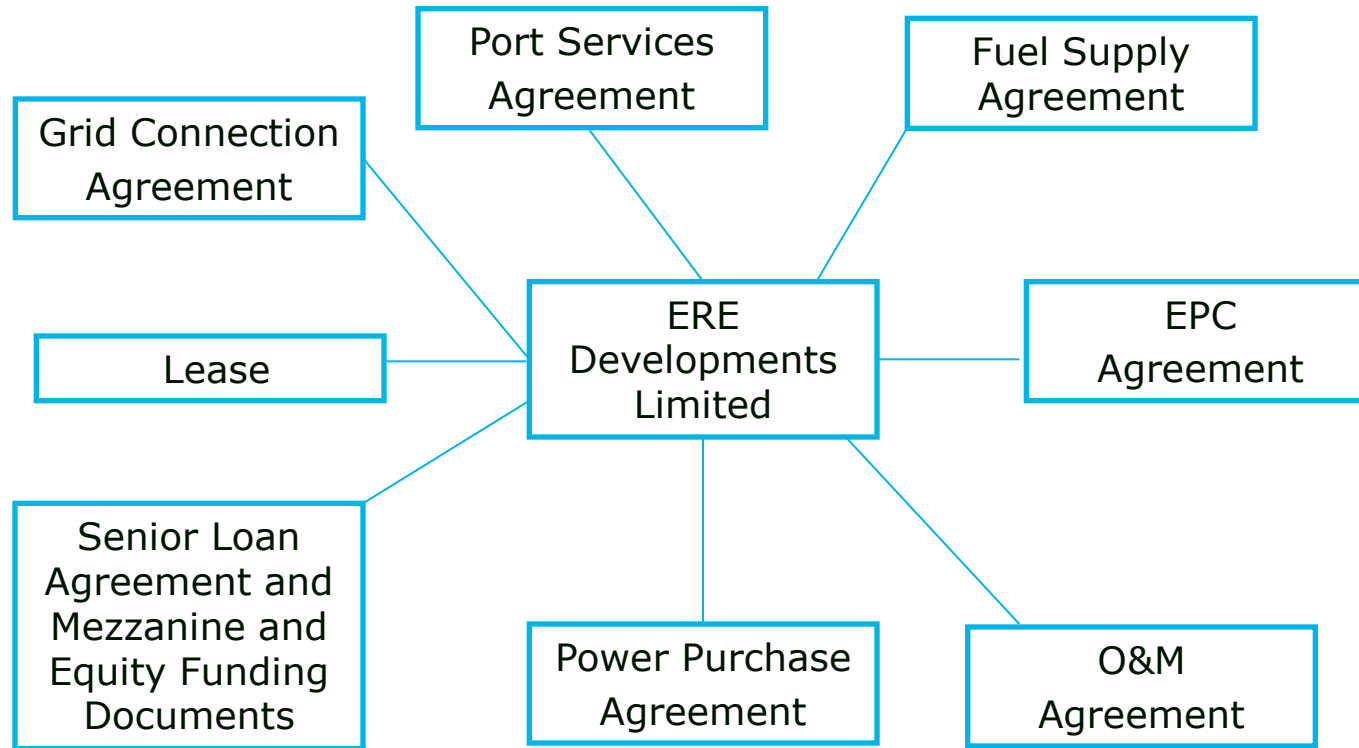 Port Services
Agreement
Fuel Supply
Agreement
Grid Connection
Agreement
ERE
Developments
Limited
EPC
Agreement
Lease
Senior Loan
Agreement and
Mezzanine and
Equity Funding
Documents
Power Purchase
Agreement
O&M
Agreement